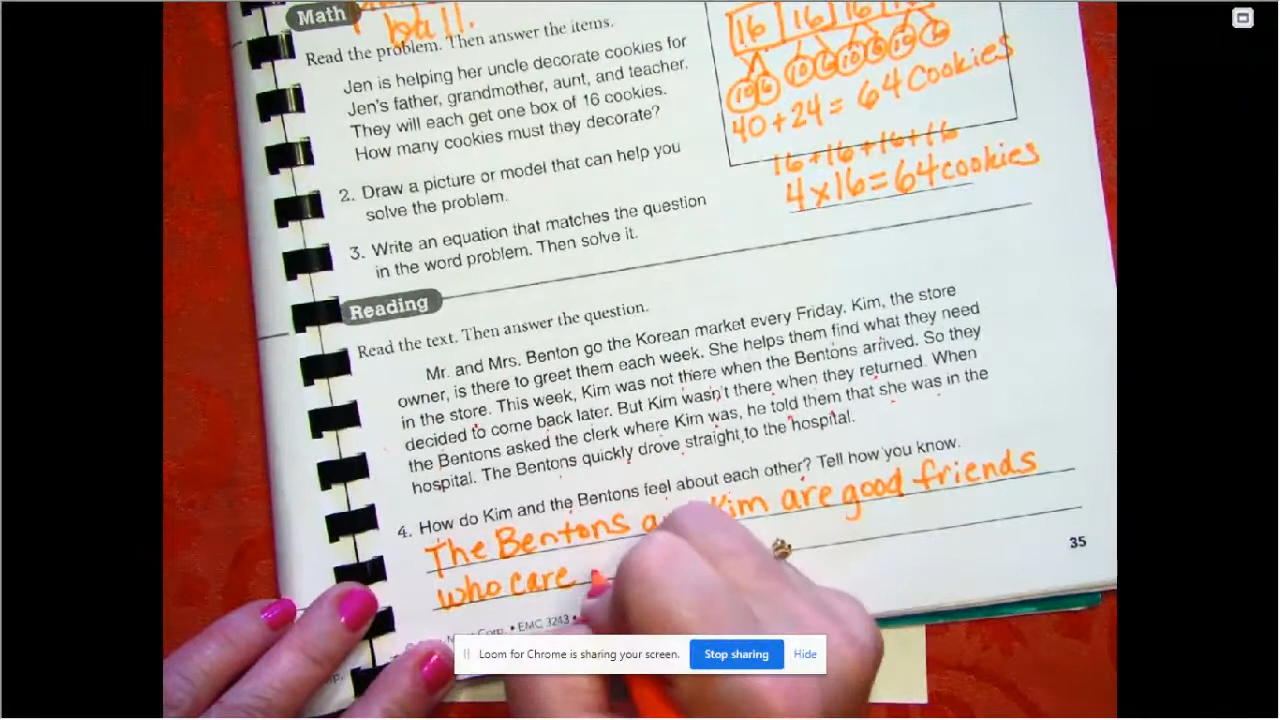 ball.
Math
Read the problem. Then answer the items.
Jen is helping her uncle decorate cookies for
Jen's father, grandmother, aunt, and teacher.
They will each get one box of 16 cookies.
How many cookies must they decorate?
2. Draw a picture or model that can help you
solve the problem.
3. Write an equation that matches the question
in the word problem. Then solve it.
16 16 16
10 6 10 6 10 6 10 6
40+24= 64 Cookies
16+16+16+16
4x16=64cookies
Reading
Read the text. Then answer the question.
Mr. and Mrs. Benton go the Korean market every Friday. Kim, the store
owner, is there to greet them each week. She helps them find what they need
in the store. This week, Kim was not there when the Bentons arrived. So they
decided to come back later. But Kim wasn't there when they returned. When
the Bentons asked the clerk where Kim was, he told them that she was in the
hospital. The Bentons quickly drove straight to the hospital.
4. How do Kim and the Bentons feel about each other? Tell how you know.
The Bentons Kim are good friends
who care
35
Corp. • EMC 3243 •
Loom for Chrome is sharing your screen.
Stop sharing
Hide